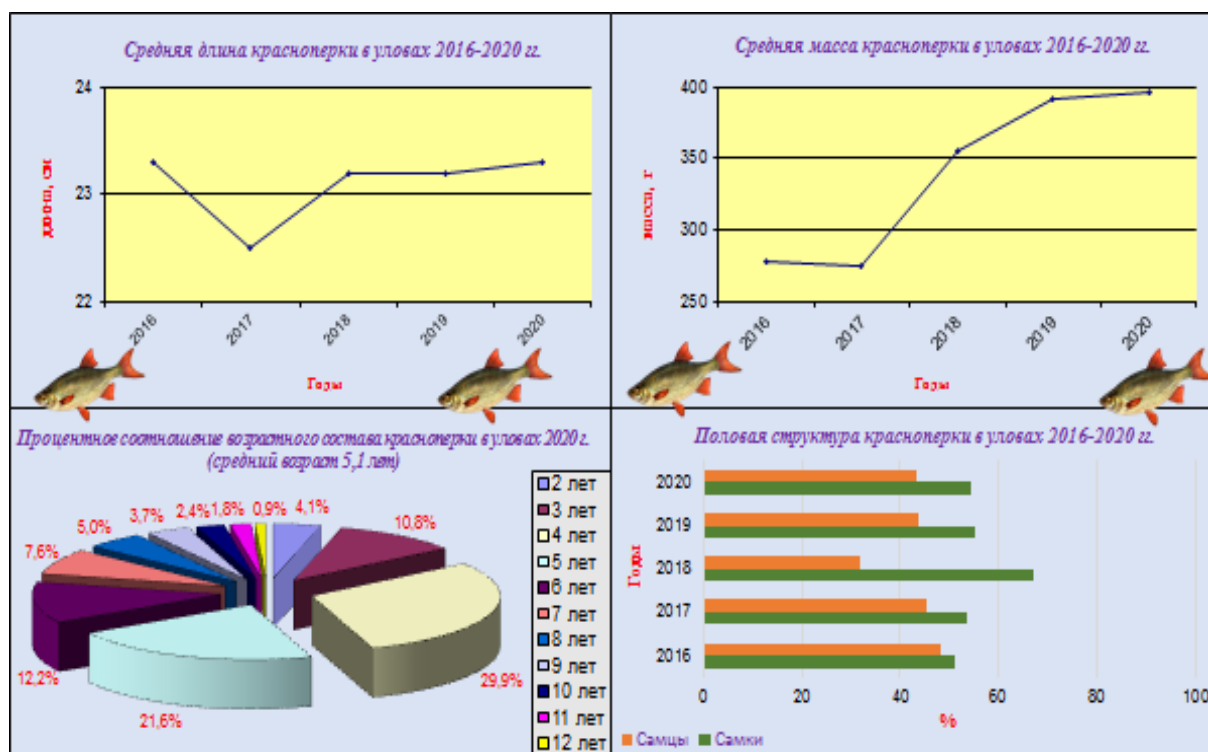 Средняя длина красноперки в уловах 2016-2020 гг.
24
23
22
длина, см
2016
2017
2018
2019
2020
Годы
Средняя масса красноперки в уловах 2016-2020 гг.
400
350
300
250
масса, г
2016
2017
2018
2019
2020
Годы
Процентное соотношение возрастного состава красноперки в уловах 2020 г.
(средний возраст 5,1 лет)
4,1%
10,8%
29,9%
21,6%
12,2%
7,6%
5,0%
3,7%
2,4%
1,8%
0,9%
2 лет
3 лет
4 лет
5 лет
6 лет
7 лет
8 лет
9 лет
10 лет
11 лет
12 лет
Половая структура красноперки в уловах 2016-2020 гг.
Годы
2020
2019
2018
2017
2016
0
20
40
60
80
100
%
Самцы
Самки